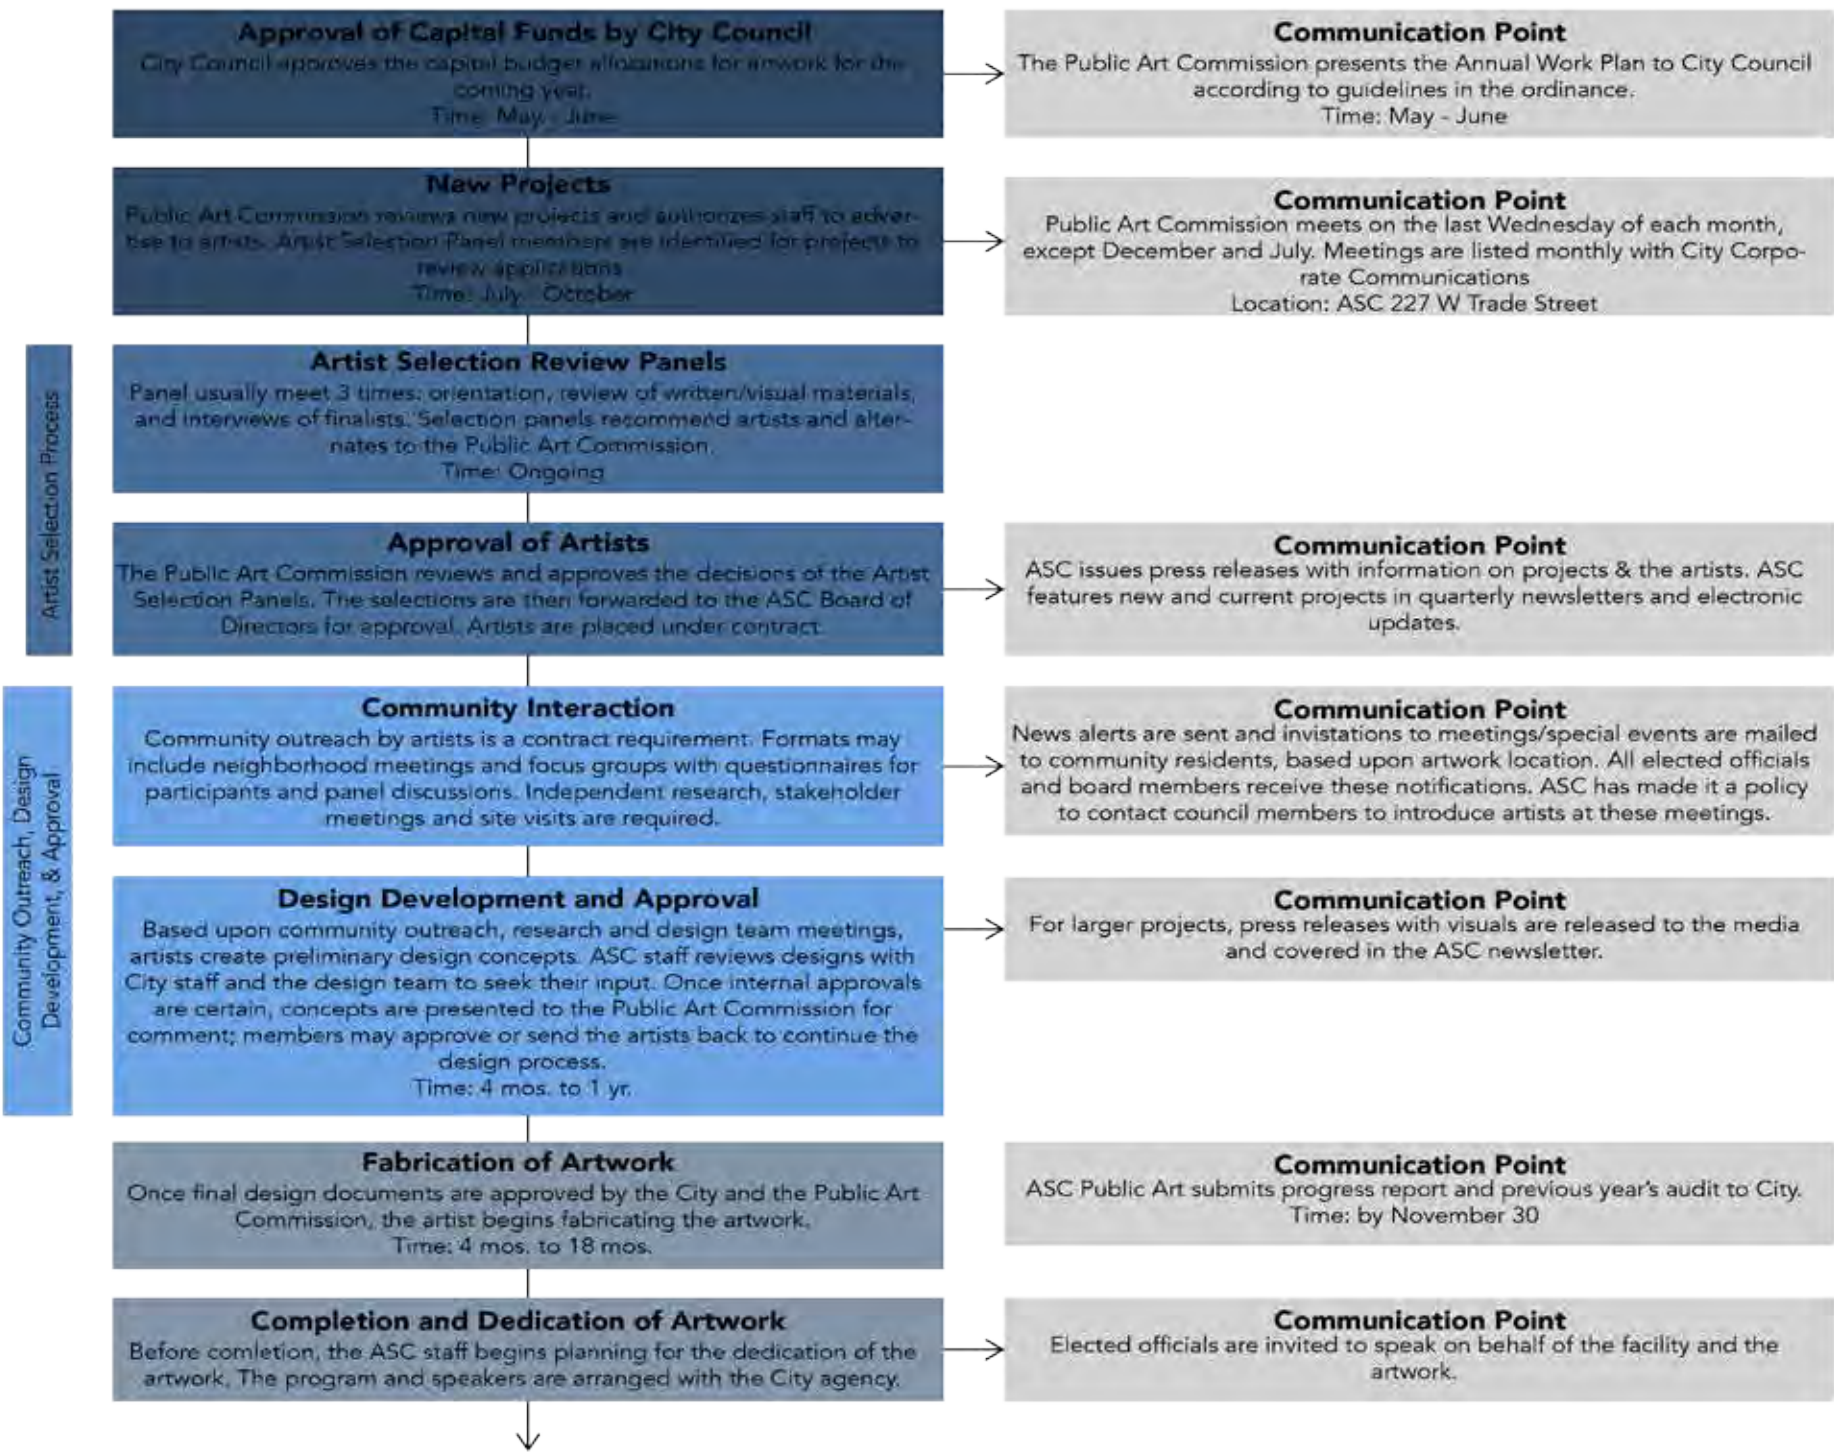 Approval of Capital Funds by City Council
City Council approves the capital budget allocations for artwork for the
coming year.
Time: May - June
Communication Point
The Public Art Commission presents the Annual Work Plan to City Council
according to guidelines in the ordinance.
Time: May - June
New Projects
Public Art Commission reviews new projects and authorizes staff to adver-
tise to artists. Artist Selection Panel members are identified for projects to
review applications
Time: July - October
Communication Point
Public Art Commission meets on the last Wednesday of each month,
except December and July. Meetings are listed monthly with City Corpo-
rate Communications
Location: ASC 227 W Trade Street
Artist Selection Process
Artist Selection Review Panels
Panel usually meet 3 times: orientation, review of written/visual materials,
and interviews of finalists. Selection panels recommend artists and alter-
nates to the Public Art Commission.
Time: Ongoing
Approval of Artists
The Public Art Commission reviews and approves the decisions of the Artist
Selection Panels. The selections are then forwarded to the ASC Board of
Directors for approval. Artists are placed under contract
Communication Point
ASC issues press releases with information on projects & the artists. ASC
features new and current projects in quarterly newsletters and electronic
updates.
Community Outreach, Design
Development, & Approval
Community Interaction
Community outreach by artists is a contract requirement. Formats may
include neighborhood meetings and focus groups with questionnaires for
participants and panel discussions. Independent research, stakeholder
meetings and site visits are required.
Communication Point
News alerts are sent and invistations to meetings/special events are mailed
to community residents, based upon artwork location. All elected officials
and board members receive these notifications. ASC has made it a policy
to contact council members to introduce artists at these meetings.
Design Development and Approval
Based upon community outreach, research and design team meetings,
artists create preliminary design concepts. ASC staff reviews designs with
City staff and the design team to seek their input. Once internal approvals
are certain, concepts are presented to the Public Art Commission for
comment; members may approve or send the artists back to continue the
design process.
Time: 4 mos. to 1 yr.
Communication Point
For larger projects, press releases with visuals are released to the media
and covered in the ASC newsletter.
Fabrication of Artwork
Once final design documents are approved by the City and the Public Art
Commission, the artist begins fabricating the artwork.
Time: 4 mos. to 18 mos.
Communication Point
ASC Public Art submits progress report and previous year's audit to City.
Time: by November 30
Completion and Dedication of Artwork
Before comletion, the ASC staff begins planning for the dedication of the
artwork. The program and speakers are arranged with the City agency.
Communication Point
Elected officials are invited to speak on behalf of the facility and the
artwork.